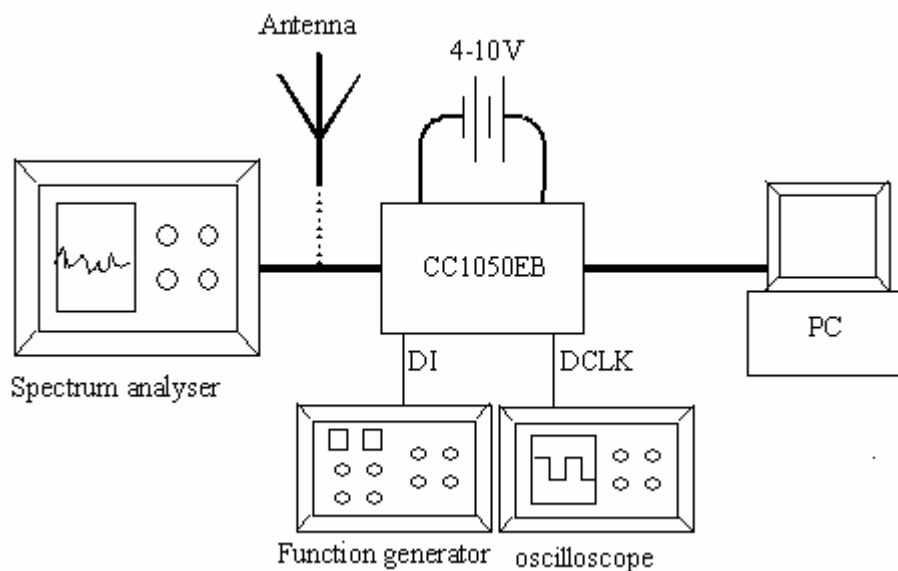 Antenna
4-10V
CC1050EB
PC
DI
DCLK
Spectrum analyser
Function generator
oscilloscope